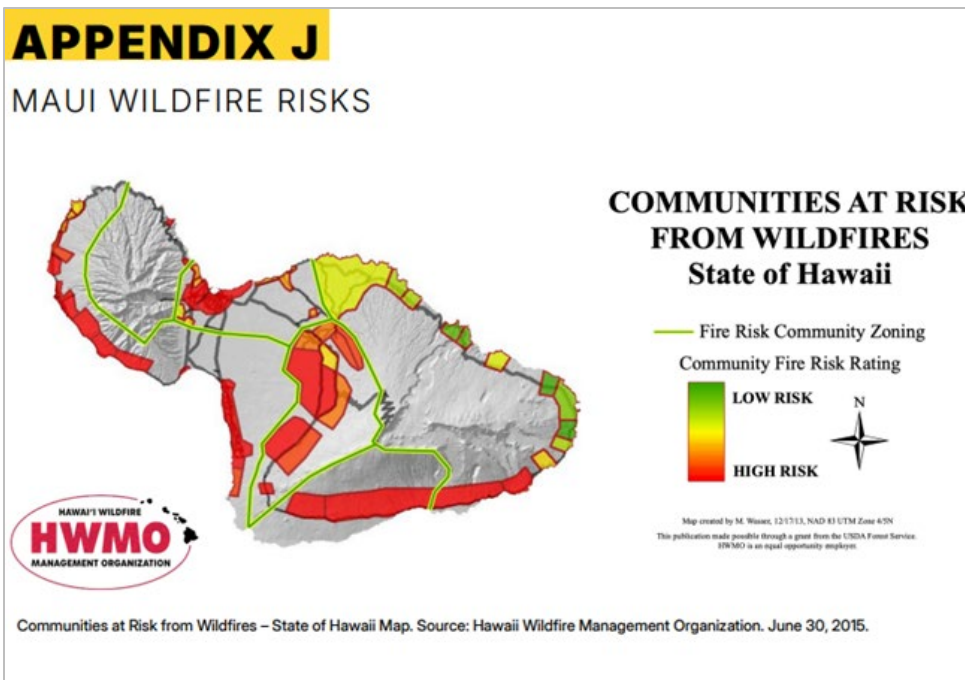 APPENDIX J
MAUI WILDFIRE RISKS
COMMUNITIES AT RISK
FROM WILDFIRES
State of Hawaii
Fire Risk Community Zoning
Community Fire Risk Rating
LOW RISK
N
HIGH RISK
HAWAI'I WILDFIRE
HWMO
MANAGEMENT ORGANIZATION
Map created by M. Wasser, 12/17/13, NAD 83 UTM Zone 4/5N
This publication made possible through a grant from the USDA Forest Service.
HWMO is an equal opportunity employer.
Communities at Risk from Wildfires – State of Hawaii Map. Source: Hawaii Wildfire Management Organization. June 30, 2015.